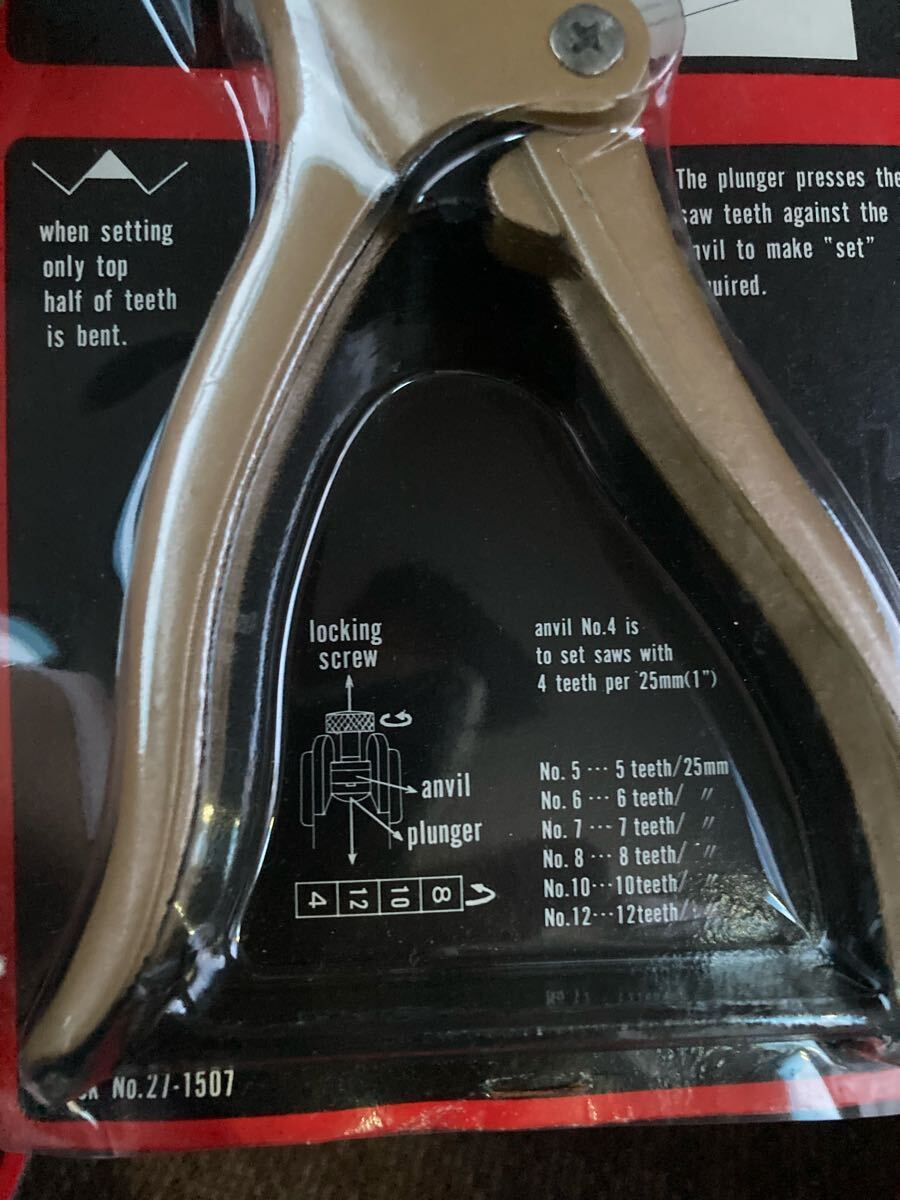 when setting
only top
half of teeth
is bent.
The plunger presses the
saw teeth against the
anvil to make "set"
locking
screw
anvil
plunger
4 12 10 8
anvil No.4 is
to set saws with
4 teeth per 25mm(1")
No. 5 ··· 5 teeth/25mm
No. 6 ··· 6 teeth/ 〃
No. 7 ··· 7 teeth/ 〃
No. 8 ··· 8 teeth/ 〃
No.10···10teeth/ 〃
No.12···12teeth/ 〃
No.27-1507